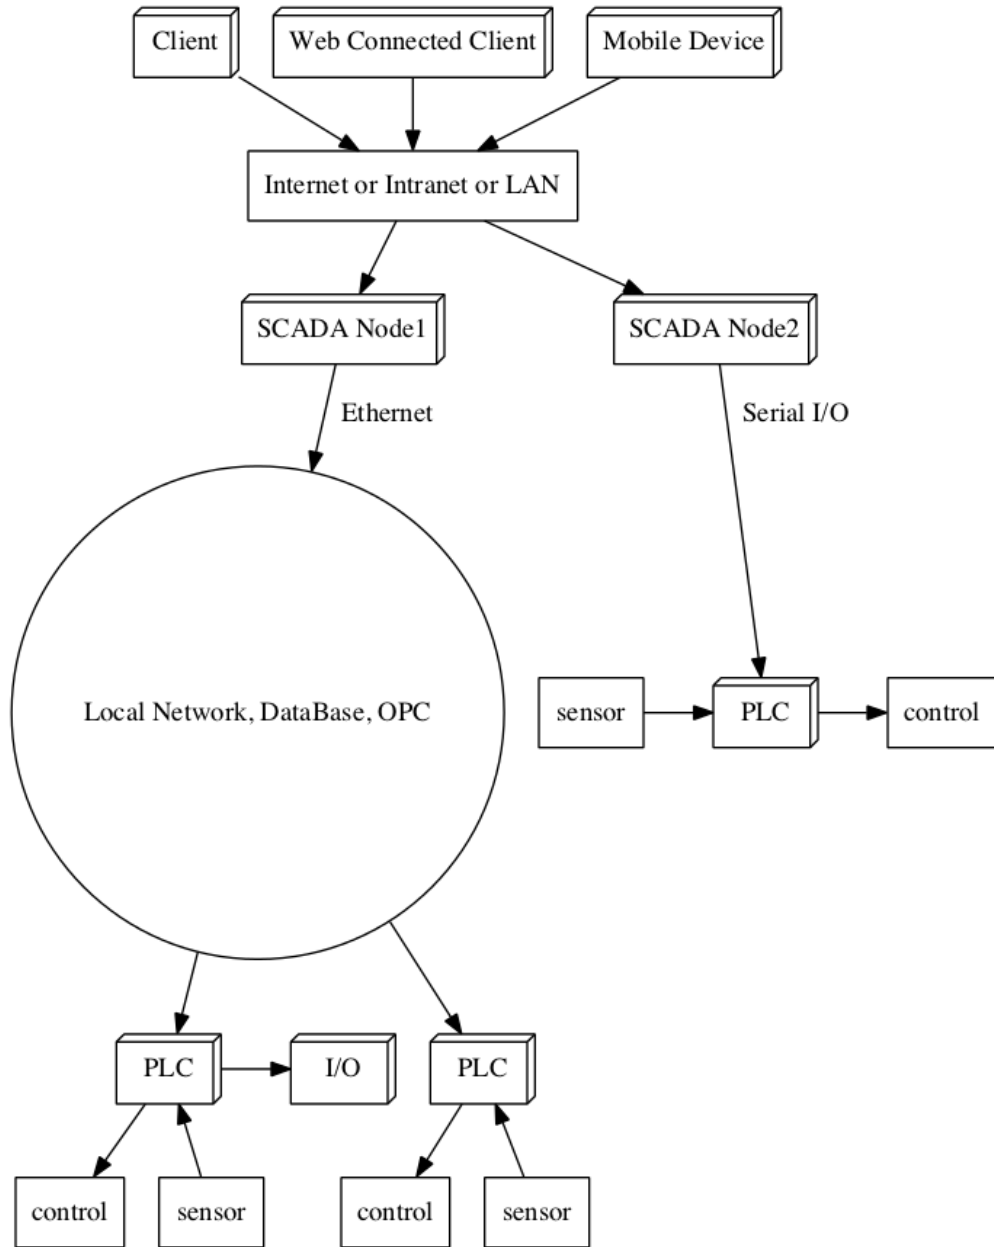 Client
Web Connected Client
Mobile Device
Internet or Intranet or LAN
SCADA Node1
SCADA Node2
Ethernet
Serial I/O
Local Network, DataBase, OPC
sensor
PLC
control
PLC
I/O
PLC
control
sensor
control
sensor